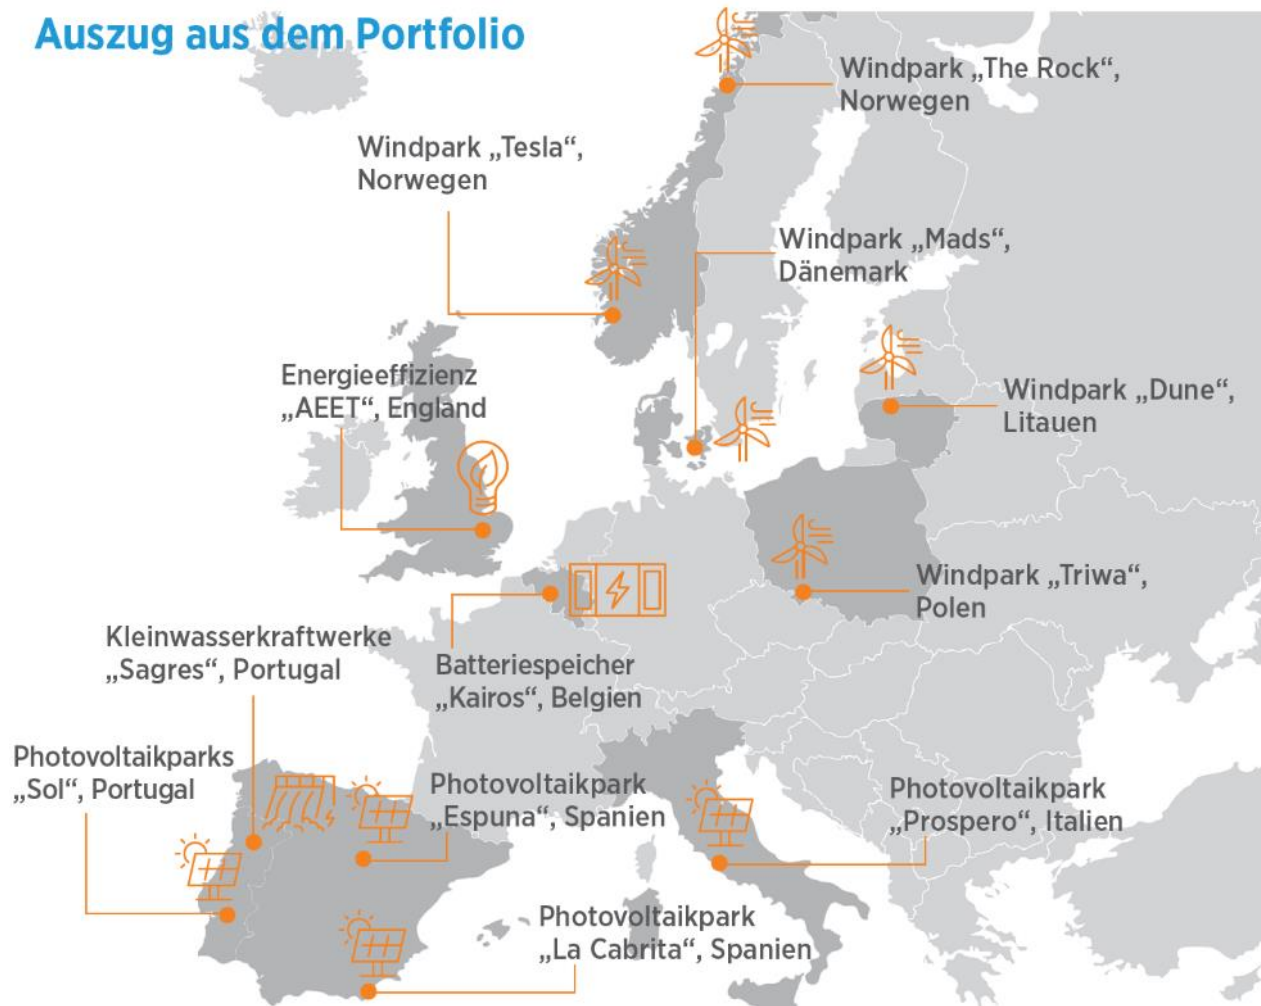 Auszug aus dem Portfolio
Windpark „The Rock“,
Norwegen
Windpark „Tesla“,
Norwegen
Windpark „Mads“,
Dänemark
Energieeffizienz
„AEET“, England
Windpark „Dune“,
Litauen
Windpark „Triwa“,
Polen
Kleinwasserkraftwerke
„Sagres“, Portugal
Batteriespeicher
„Kairos“, Belgien
Photovoltaikparks
„Sol“, Portugal
Photovoltaikpark
„Espuna“, Spanien
Photovoltaikpark
„Prospero“, Italien
Photovoltaikpark
„La Cabrita“, Spanien